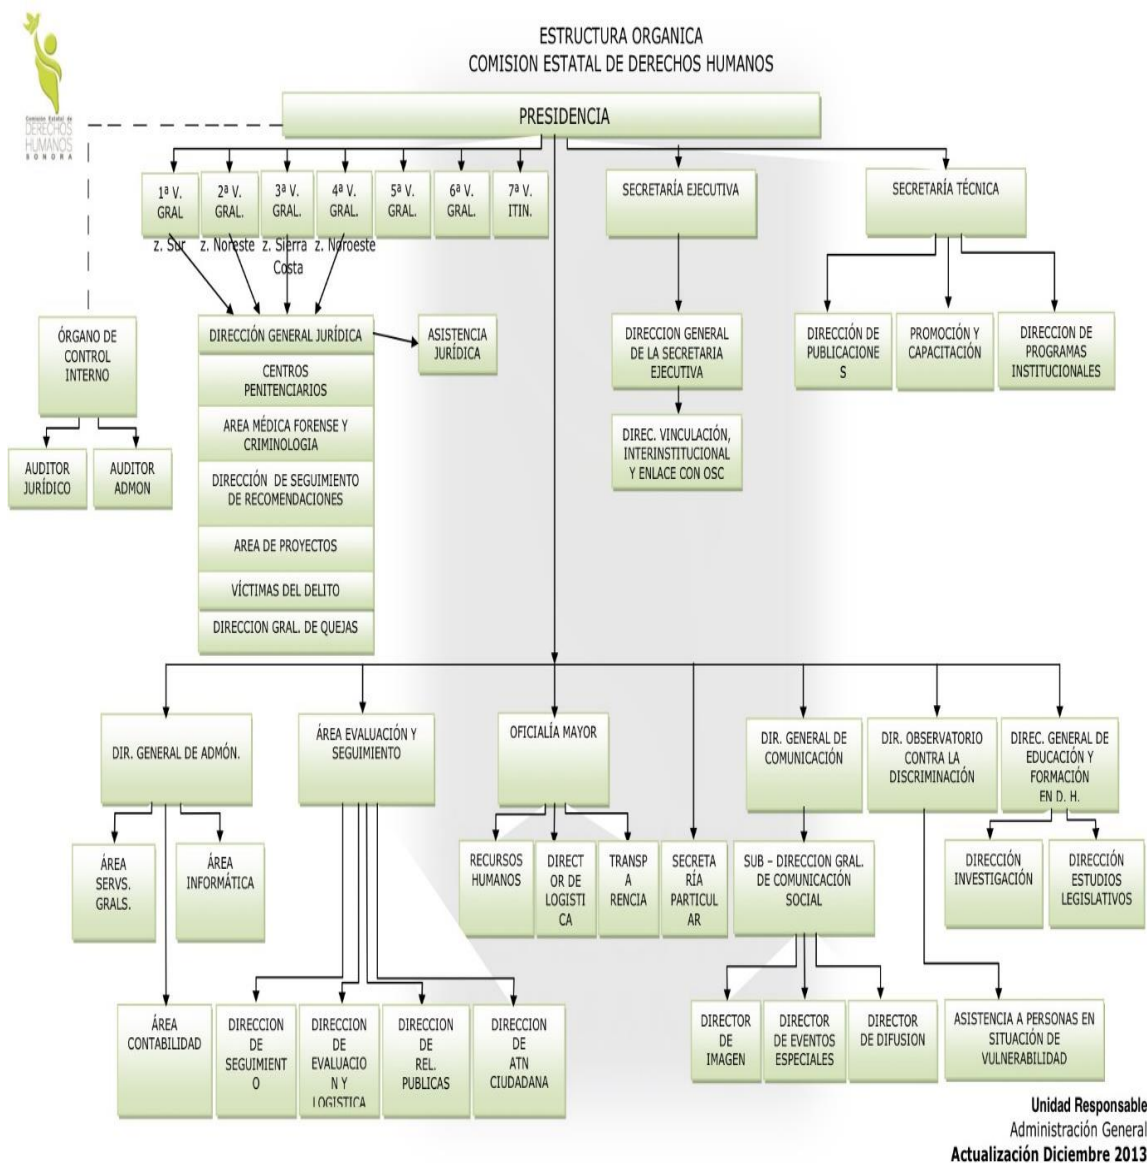 ESTRUCTURA ORGANICA
COMISION ESTATAL DE DERECHOS HUMANOS
Comisión Estatal de
DERECHOS
HUMANOS
SONORA
PRESIDENCIA
1ª V.
GRAL
2ª V.
GRAL.
3ª V.
GRAL.
4ª V.
GRAL.
5ª V.
GRAL.
6ª V.
GRAL.
7ª V.
ITIN.
SECRETARÍA EJECUTIVA
SECRETARÍA TÉCNICA
z. Sur
z. Noreste
z. Sierra
Costa
z. Noroeste
ÓRGANO DE
CONTROL
INTERNO
AUDITOR
JURÍDICO
AUDITOR
ADMON
DIRECCIÓN GENERAL JURÍDICA
CENTROS
PENITENCIARIOS
AREA MÉDICA FORENSE Y
CRIMINOLOGIA
DIRECCIÓN DE SEGUIMIENTO
DE RECOMENDACIONES
AREA DE PROYECTOS
VÍCTIMAS DEL DELITO
DIRECCION GRAL. DE QUEJAS
ASISTENCIA
JURÍDICA
DIRECCION GENERAL
DE LA SECRETARIA
EJECUTIVA
DIREC. VINCULACIÓN,
INTERINSTITUCIONAL
Y ENLACE CON OSC
DIRECCIÓN DE
PUBLICACIONE
S
PROMOCIÓN Y
CAPACITACIÓN
DIRECCION DE
PROGRAMAS
INSTITUCIONALES
DIR. GENERAL DE ADMÓN.
ÁREA EVALUACIÓN Y
SEGUIMIENTO
OFICIALÍA MAYOR
DIR. GENERAL DE
COMUNICACIÓN
DIR. OBSERVATORIO
CONTRA LA
DISCRIMINACIÓN
DIREC. GENERAL DE
EDUCACIÓN Y
FORMACIÓN
EN D. H.
ÁREA
SERVS.
GRALS.
ÁREA
INFORMÁTICA
RECURSOS
HUMANOS
DIRECT
OR DE
LOGISTI
CA
TRANSP
A
RENCIA
SECRETA
RÍA
PARTICUL
AR
SUB – DIRECCION GRAL.
DE COMUNICACIÓN
SOCIAL
DIRECCIÓN
INVESTIGACIÓN
DIRECCIÓN
ESTUDIOS
LEGISLATIVOS
ÁREA
CONTABILIDAD
DIRECCION
DE
SEGUIMIENT
O
DIRECCION
DE
EVALUACIO
N Y
LOGISTICA
DIRECCION
DE
REL.
PUBLICAS
DIRECCION
DE
ATN
CIUDADANA
DIRECTOR
DE
IMAGEN
DIRECTOR
DE EVENTOS
ESPECIALES
DIRECTOR
DE DIFUSION
ASISTENCIA A PERSONAS EN
SITUACIÓN DE
VULNERABILIDAD
Unidad Responsable
Administración General
Actualización Diciembre 2013